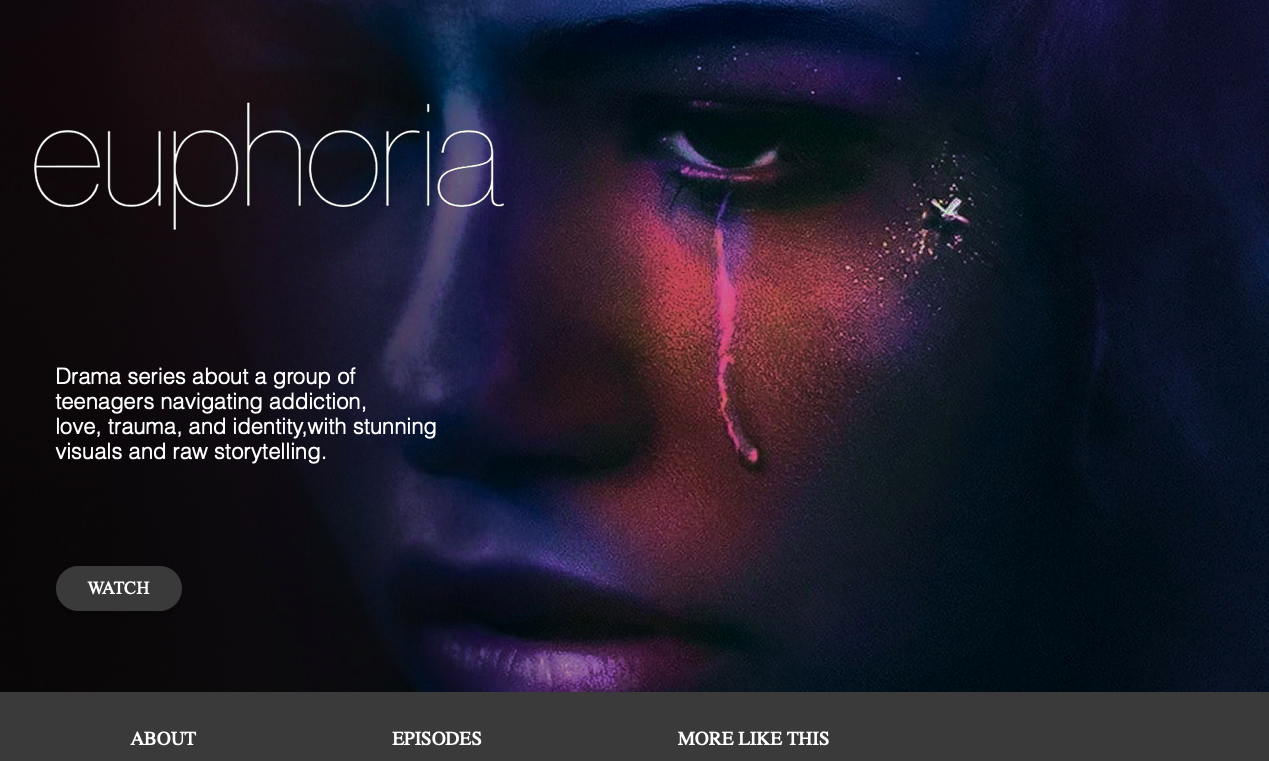 euphoria
Drama series about a group of
teenagers navigating addiction,
love, trauma, and identity,with stunning
visuals and raw storytelling.
WATCH
ABOUT
EPISODES
MORE LIKE THIS